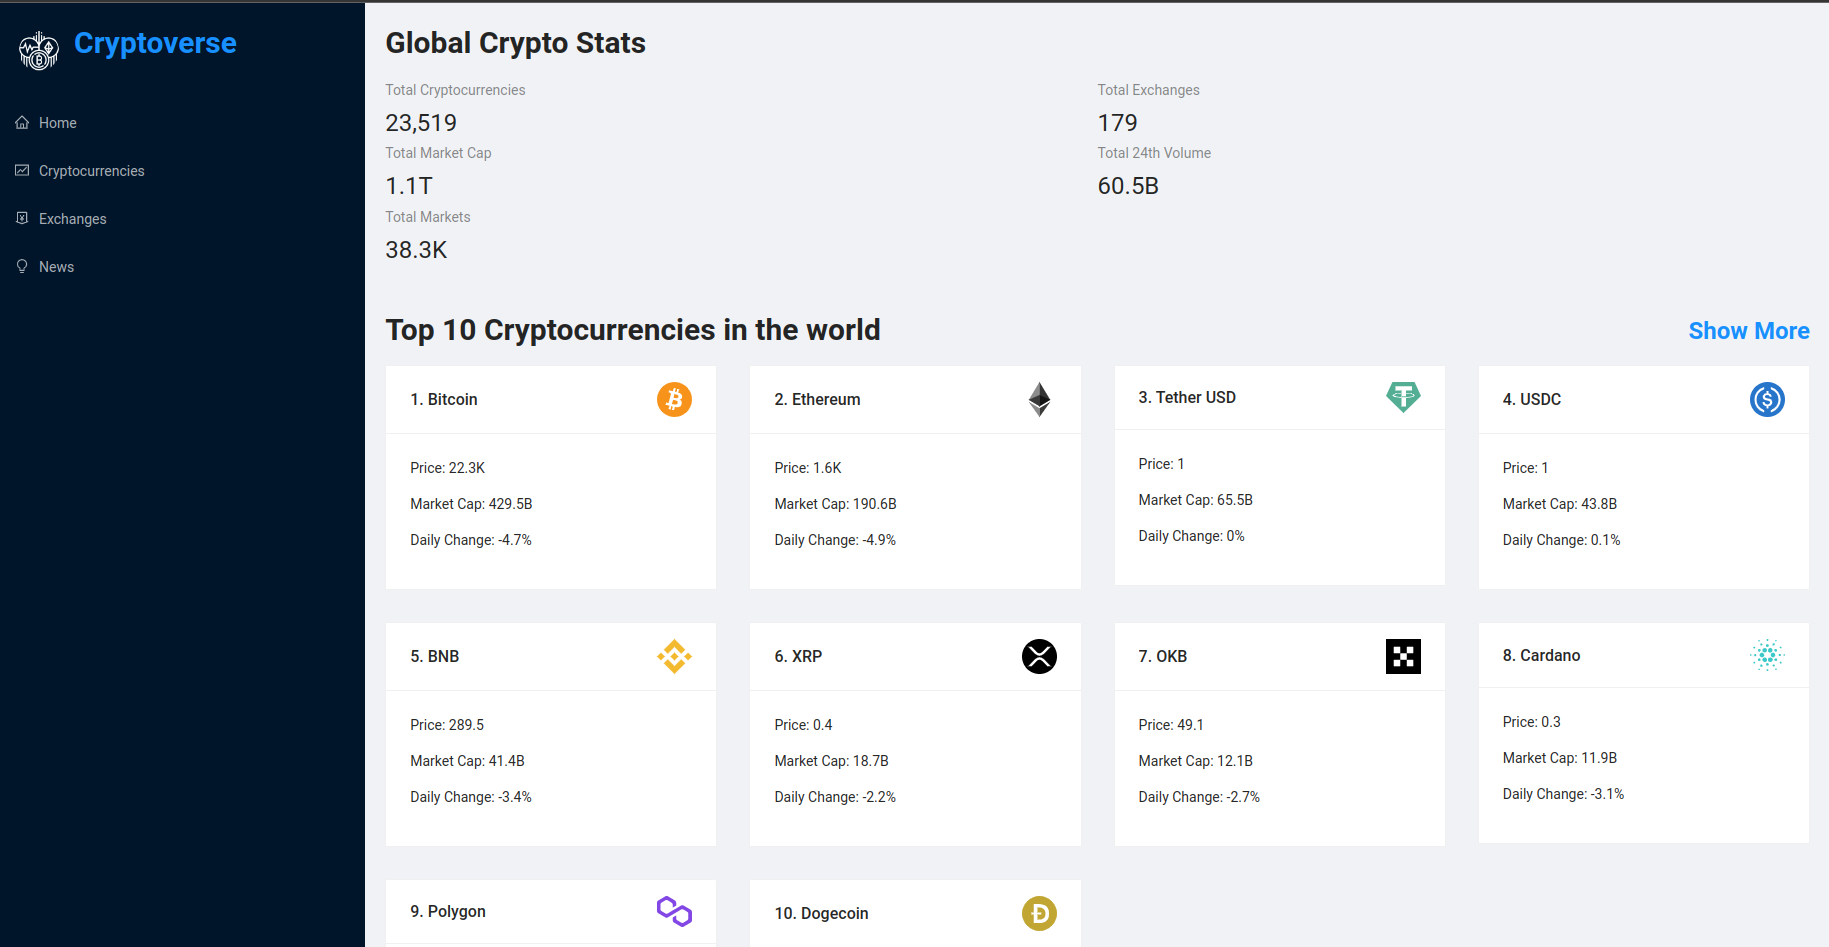 Cryptoverse
Home
Cryptocurrencies
Exchanges
News
Global Crypto Stats
Total Cryptocurrencies
23,519
Total Exchanges
179
Total Market Cap
1.1T
Total 24th Volume
60.5B
Total Markets
38.3K
Top 10 Cryptocurrencies in the world
Show More
1. Bitcoin
Price: 22.3K
Market Cap: 429.5B
Daily Change: -4.7%
2. Ethereum
Price: 1.6K
Market Cap: 190.6B
Daily Change: -4.9%
3. Tether USD
Price: 1
Market Cap: 65.5B
Daily Change: 0%
4. USDC
Price: 1
Market Cap: 43.8B
Daily Change: 0.1%
5. BNB
Price: 289.5
Market Cap: 41.4B
Daily Change: -3.4%
6. XRP
Price: 0.4
Market Cap: 18.7B
Daily Change: -2.2%
7. OKB
Price: 49.1
Market Cap: 12.1B
Daily Change: -2.7%
8. Cardano
Price: 0.3
Market Cap: 11.9B
Daily Change: -3.1%
9. Polygon
10. Dogecoin